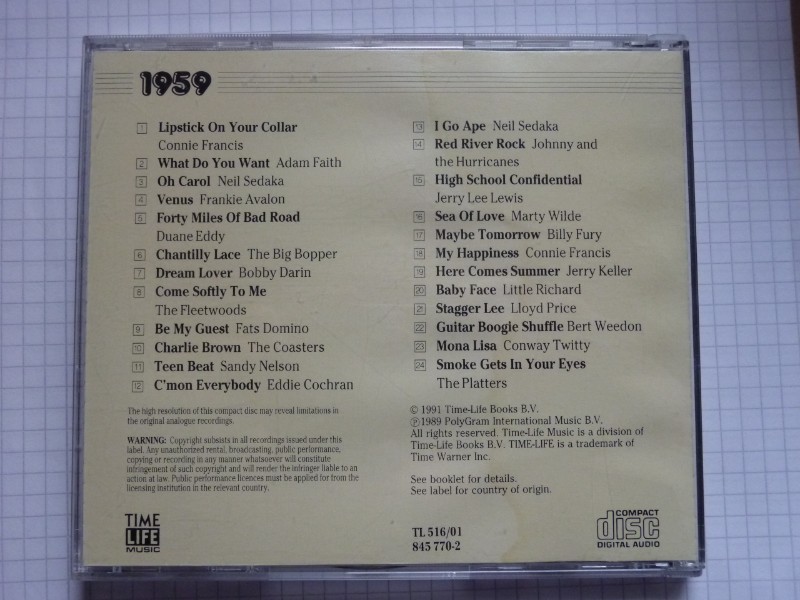 1959
1 Lipstick On Your Collar
Connie Francis
2 What Do You Want Adam Faith
3 Oh Carol Neil Sedaka
4 Venus Frankie Avalon
5 Forty Miles Of Bad Road
Duane Eddy
6 Chantilly Lace The Big Bopper
7 Dream Lover Bobby Darin
8 Come Softly To Me
The Fleetwoods
9 Be My Guest Fats Domino
10 Charlie Brown The Coasters
11 Teen Beat Sandy Nelson
12 C'mon Everybody Eddie Cochran
The high resolution of this compact disc may reveal limitations in
the original analogue recordings.
WARNING: Copyright subsists in all recordings issued under this
label. Any unauthorized rental, broadcasting, public performance,
copying or recording in any manner whatsoever will constitute
infringement of such copyright and will render the infringer liable to an
action at law. Public performance licences must be applied for from the
licensing institution in the relevant country.
TIME
LIFE
MUSIC
13 I Go Ape Neil Sedaka
14 Red River Rock Johnny and
the Hurricanes
15 High School Confidential
Jerry Lee Lewis
16 Sea Of Love Marty Wilde
17 Maybe Tomorrow Billy Fury
18 My Happiness Connie Francis
19 Here Comes Summer Jerry Keller
20 Baby Face Little Richard
21 Stagger Lee Lloyd Price
22 Guitar Boogie Shuffle Bert Weedon
23 Mona Lisa Conway Twitty
24 Smoke Gets In Your Eyes
The Platters
© 1991 Time-Life Books B.V.
℗1989 PolyGram International Music B.V.
All rights reserved. Time-Life Music is a division of
Time-Life Books B.V. TIME-LIFE is a trademark of
Time Warner Inc.
See booklet for details.
See label for country of origin.
TL 516/01
845 770-2
COMPACT
disc
DIGITAL AUDIO